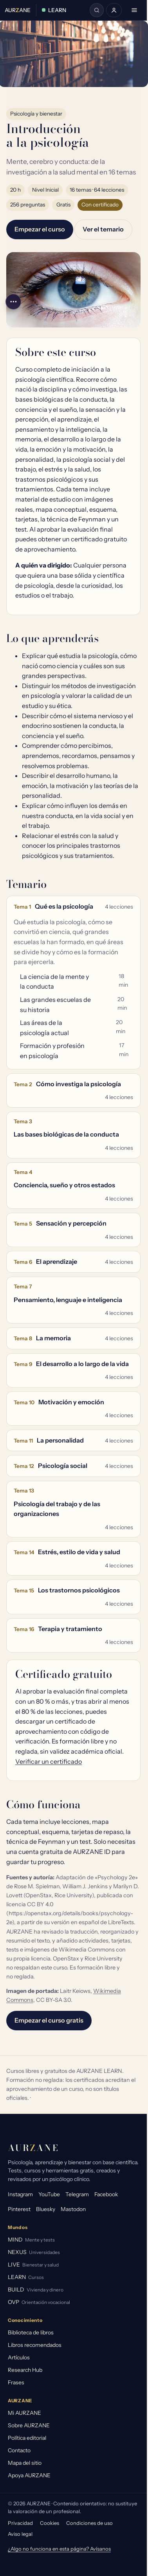 AURZANE LEARN
Psicología y bienestar
Introducción
a la psicología
Mente, cerebro y conducta: de la
investigación a la salud mental en 16 temas
20 h Nivel Inicial 16 temas · 64 lecciones
256 preguntas Gratis Con certificado
Empezar el curso Ver el temario
Sobre este curso
Curso completo de iniciación a la
psicología científica. Recorre cómo
nació la disciplina y cómo investiga, las
bases biológicas de la conducta, la
conciencia y el sueño, la sensación y la
percepción, el aprendizaje, el
pensamiento y la inteligencia, la
memoria, el desarrollo a lo largo de la
vida, la emoción y la motivación, la
personalidad, la psicología social y del
trabajo, el estrés y la salud, los
trastornos psicológicos y sus
tratamientos. Cada tema incluye
material de estudio con imágenes
reales, mapa conceptual, esquema,
tarjetas, la técnica de Feynman y un
test. Al aprobar la evaluación final
puedes obtener un certificado gratuito
de aprovechamiento.
A quién va dirigido: Cualquier persona
que quiera una base sólida y científica
de psicología, desde la curiosidad, los
estudios o el trabajo.
Lo que aprenderás
Explicar qué estudia la psicología, cómo
nació como ciencia y cuáles son sus
grandes perspectivas.
Distinguir los métodos de investigación en
psicología y valorar la calidad de un
estudio y su ética.
Describir cómo el sistema nervioso y el
endocrino sostienen la conducta, la
conciencia y el sueño.
Comprender cómo percibimos,
aprendemos, recordamos, pensamos y
resolvemos problemas.
Describir el desarrollo humano, la
emoción, la motivación y las teorías de la
personalidad.
Explicar cómo influyen los demás en
nuestra conducta, en la vida social y en
el trabajo.
Relacionar el estrés con la salud y
conocer los principales trastornos
psicológicos y sus tratamientos.
Temario
Tema 1 Qué es la psicología 4 lecciones
Qué estudia la psicología, cómo se
convirtió en ciencia, qué grandes
escuelas la han formado, en qué áreas
se divide hoy y cómo es la formación
para ejercerla.
La ciencia de la mente y la conducta 18 min
Las grandes escuelas de su historia 20 min
Las áreas de la psicología actual 20 min
Formación y profesión en psicología 17 min
Tema 2 Cómo investiga la psicología
4 lecciones
Tema 3
Las bases biológicas de la conducta
4 lecciones
Tema 4
Conciencia, sueño y otros estados
4 lecciones
Tema 5 Sensación y percepción
4 lecciones
Tema 6 El aprendizaje 4 lecciones
Tema 7
Pensamiento, lenguaje e inteligencia
4 lecciones
Tema 8 La memoria 4 lecciones
Tema 9 El desarrollo a lo largo de la vida
4 lecciones
Tema 10 Motivación y emoción
4 lecciones
Tema 11 La personalidad 4 lecciones
Tema 12 Psicología social 4 lecciones
Tema 13
Psicología del trabajo y de las
organizaciones
4 lecciones
Tema 14 Estrés, estilo de vida y salud
4 lecciones
Tema 15 Los trastornos psicológicos
4 lecciones
Tema 16 Terapia y tratamiento
4 lecciones
Certificado gratuito
Al aprobar la evaluación final completa
con un 80 % o más, y tras abrir al menos
el 80 % de las lecciones, puedes
descargar un certificado de
aprovechamiento con código de
verificación. Es formación libre y no
reglada, sin validez académica oficial.
Verificar un certificado
Cómo funciona
Cada tema incluye lecciones, mapa
conceptual, esquema, tarjetas de repaso, la
técnica de Feynman y un test. Solo necesitas
una cuenta gratuita de AURZANE ID para
guardar tu progreso.
Fuentes y autoría: Adaptación de «Psychology 2e»
de Rose M. Spielman, William J. Jenkins y Marilyn D.
Lovett (OpenStax, Rice University), publicada con
licencia CC BY 4.0
(https://openstax.org/details/books/psychology-
2e), a partir de su versión en español de LibreTexts.
AURZANE ha revisado la traducción, reorganizado y
resumido el texto, y añadido actividades, tarjetas,
tests e imágenes de Wikimedia Commons con
su propia licencia. OpenStax y Rice University no
respaldan este curso. Es formación libre y
no reglada.
Imagen de portada: Laitr Keiows, Wikimedia
Commons, CC BY-SA 3.0.
Empezar el curso gratis
Cursos libres y gratuitos de AURZANE LEARN.
Formación no reglada: los certificados acreditan el
aprovechamiento de un curso, no son títulos
oficiales.
AURZANE
Psicología, aprendizaje y bienestar con base científica.
Tests, cursos y herramientas gratis, creados y
revisados por un psicólogo clínico.
Instagram YouTube Telegram Facebook
Pinterest Bluesky Mastodon
Mundos
MIND Mente y tests
NEXUS Universidades
LIVE Bienestar y salud
LEARN Cursos
BUILD Vivienda y dinero
OVP Orientación vocacional
Conocimiento
Biblioteca de libros
Libros recomendados
Artículos
Research Hub
Frases
AURZANE
Mi AURZANE
Sobre AURZANE
Política editorial
Contacto
Mapa del sitio
Apoya AURZANE
© 2026 AURZANE · Contenido orientativo: no sustituye
la valoración de un profesional.
Privacidad Cookies Condiciones de uso
Aviso legal
¿Algo no funciona en esta página? Avísanos